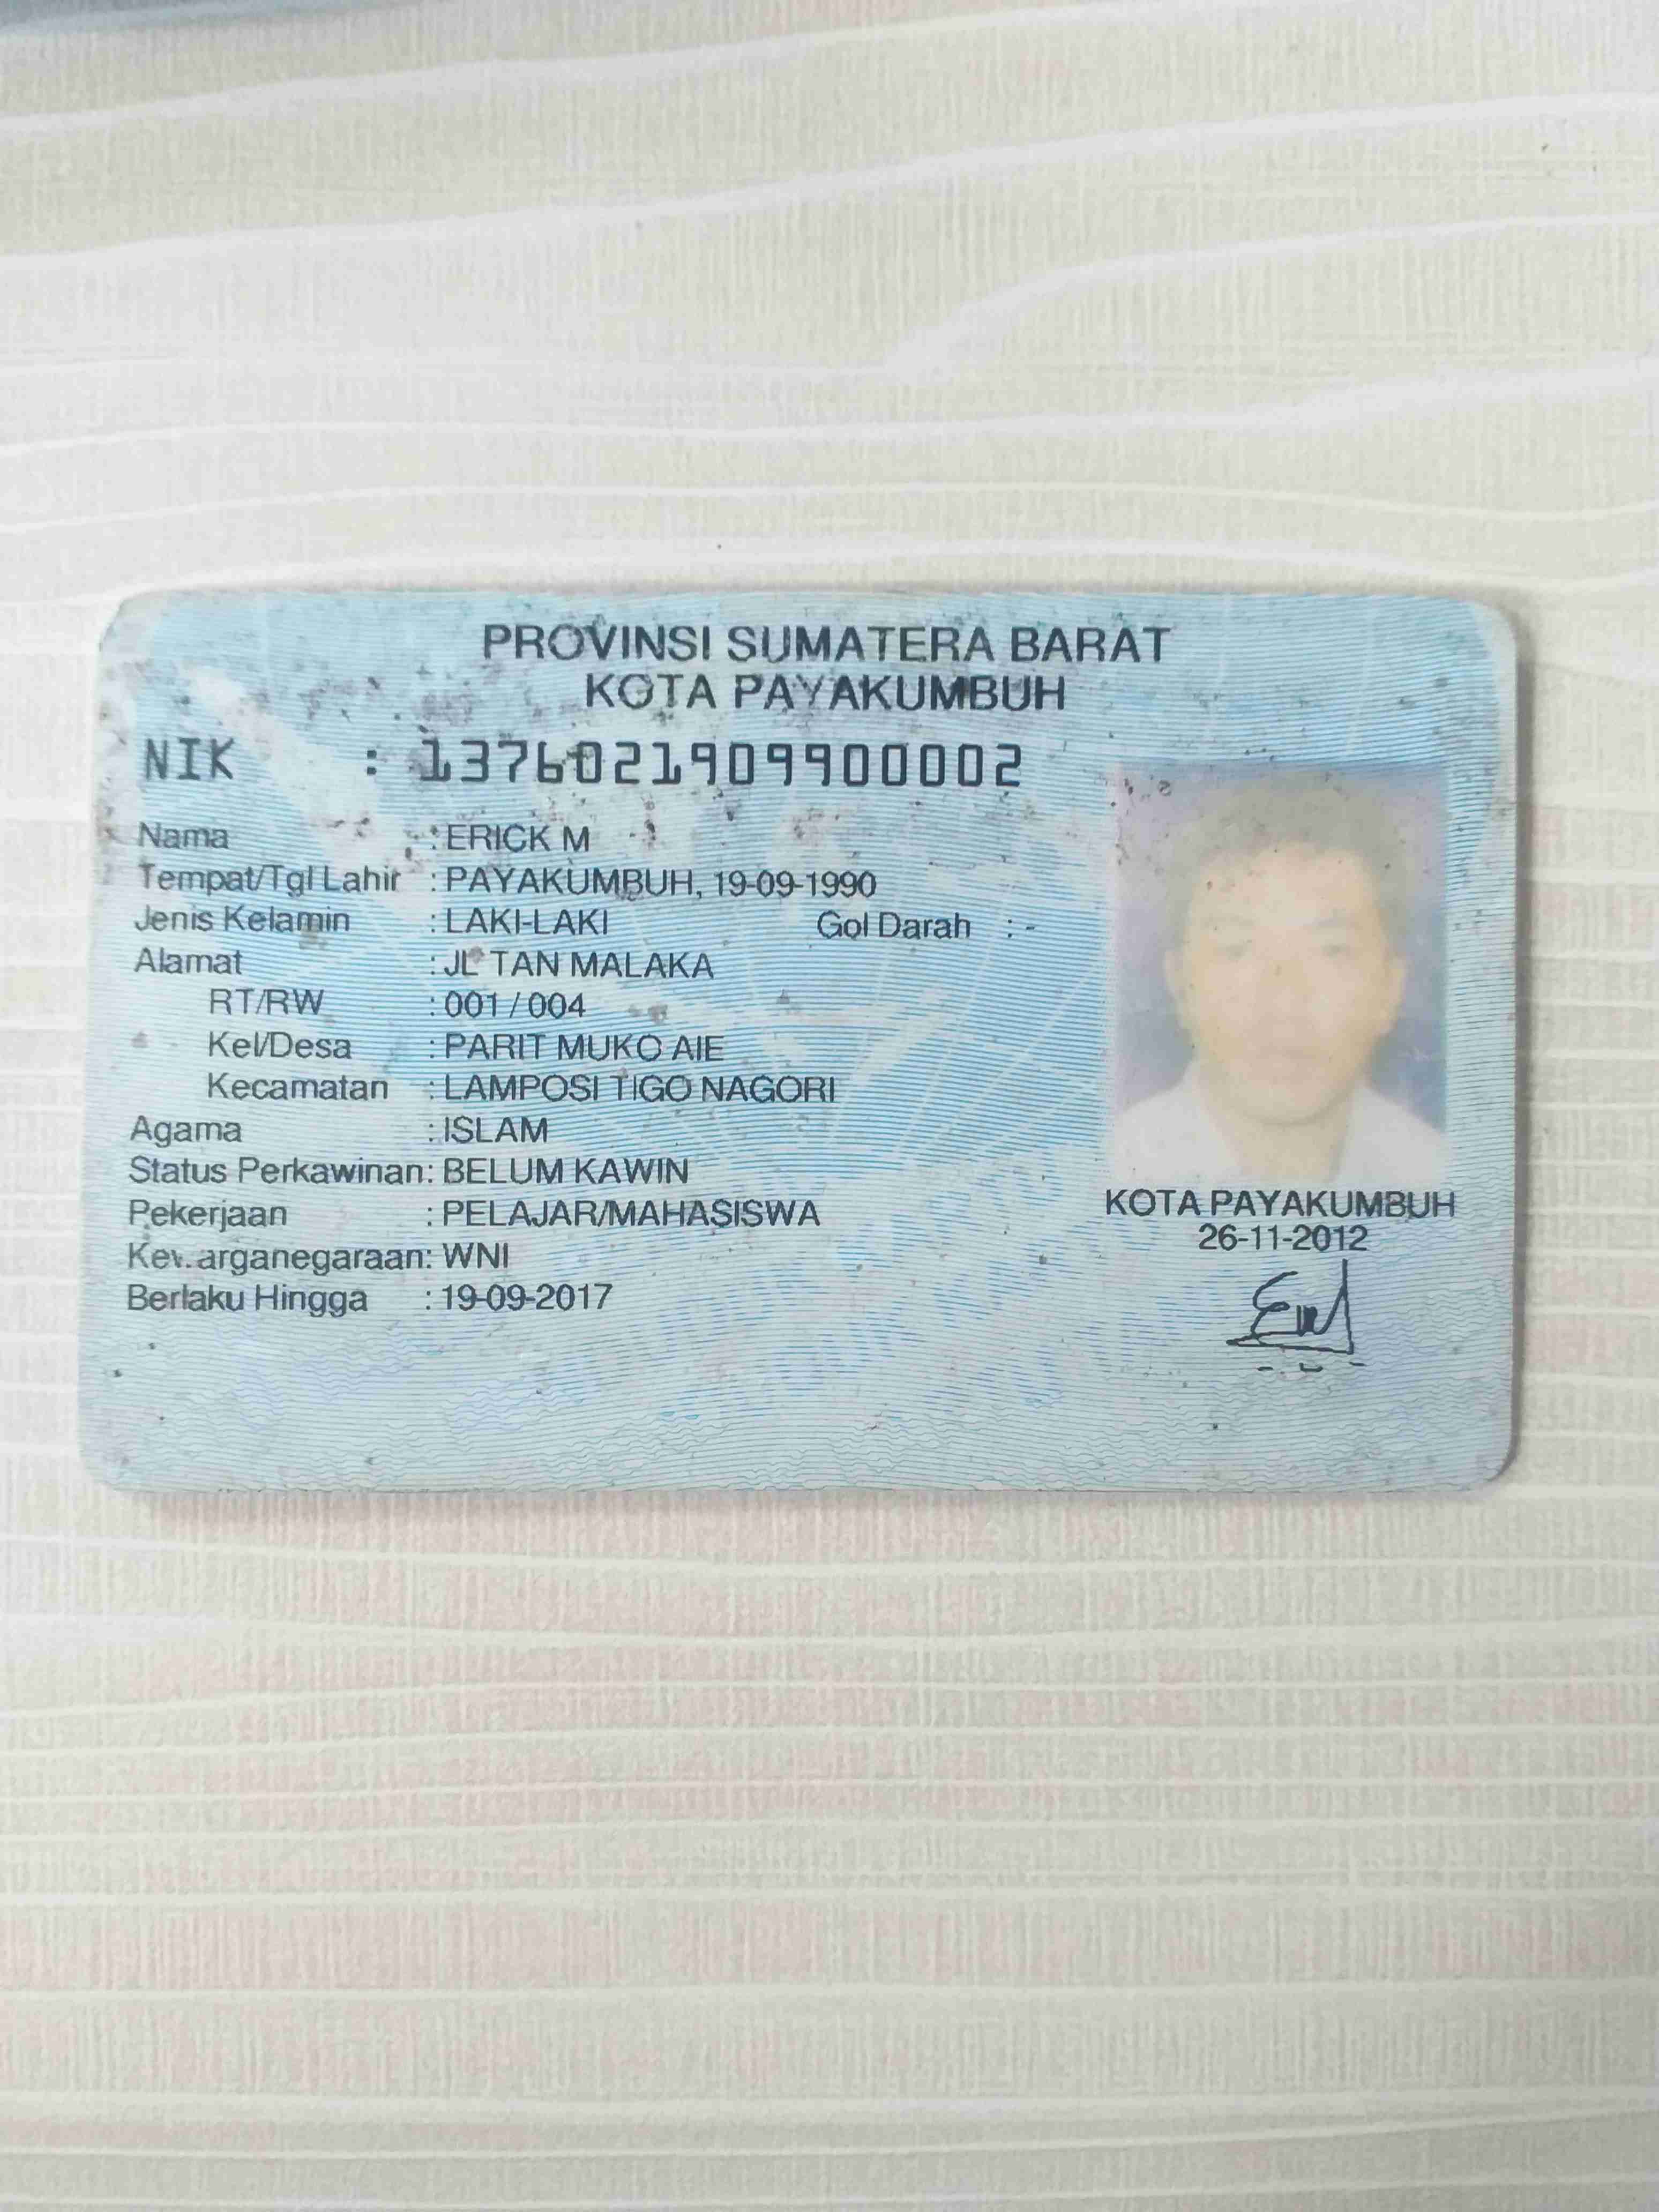 PROVINSI SUMATERA BARAT
KOTA PAYAKUMBUH
NIK : 1376021909900002
Nama : ERICK M
Tempat/Tgl Lahir : PAYAKUMBUH, 19-09-1990
Jenis Kelamin : LAKI-LAKI Gol Darah : -
Alamat : JL TAN MALAKA
RT/RW : 001 / 004
Kel/Desa : PARIT MUKO AIE
Kecamatan : LAMPOSI TIGO NAGORI
Agama : ISLAM
Status Perkawinan : BELUM KAWIN
Pekerjaan : PELAJAR/MAHASISWA
Kewarganegaraan : WNI
Berlaku Hingga : 19-09-2017
KOTA PAYAKUMBUH
26-11-2012